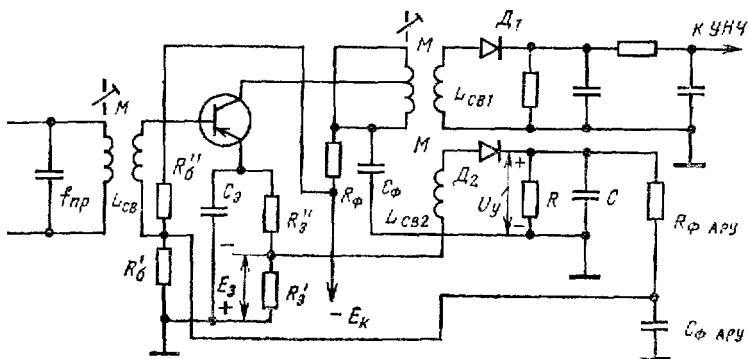 Д₁
к УНЧ
M
M
Lсв1
M
fпр
Lсв
Rб''
Cэ
Rэ''
Rф
Cф
Д₂
Lсв2
+
Uу
-
R
C
Rф АРУ
Rб'
-
Eз
+
Rэ'
- Eк
Cф АРУ